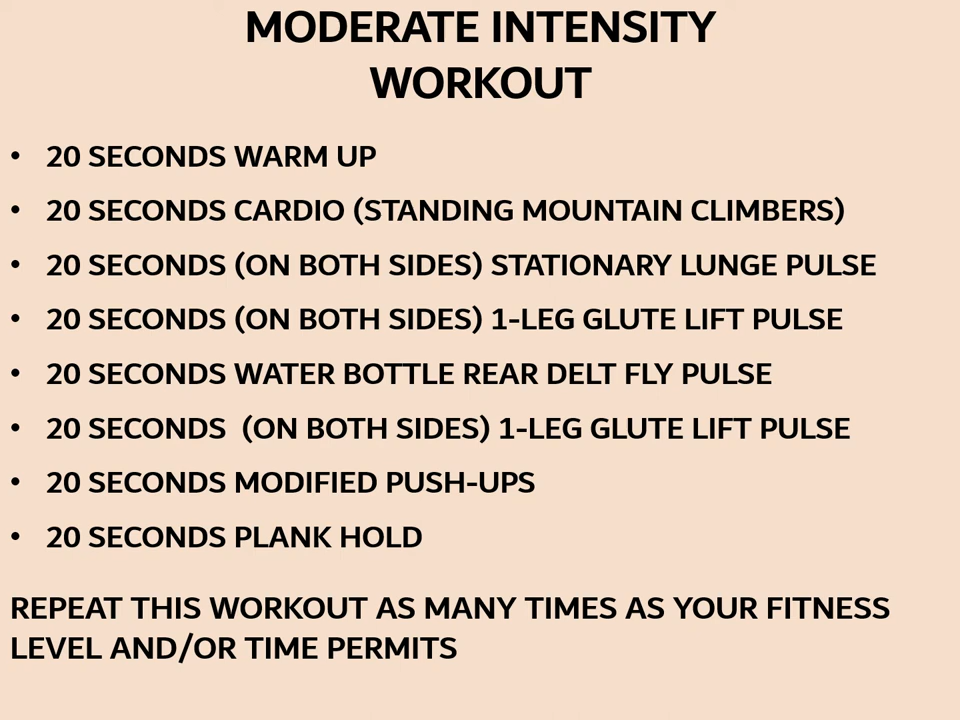 MODERATE INTENSITY
WORKOUT
• 20 SECONDS WARM UP
• 20 SECONDS CARDIO (STANDING MOUNTAIN CLIMBERS)
• 20 SECONDS (ON BOTH SIDES) STATIONARY LUNGE PULSE
• 20 SECONDS (ON BOTH SIDES) 1-LEG GLUTE LIFT PULSE
• 20 SECONDS WATER BOTTLE REAR DELT FLY PULSE
• 20 SECONDS  (ON BOTH SIDES) 1-LEG GLUTE LIFT PULSE
• 20 SECONDS MODIFIED PUSH-UPS
• 20 SECONDS PLANK HOLD
REPEAT THIS WORKOUT AS MANY TIMES AS YOUR FITNESS
LEVEL AND/OR TIME PERMITS